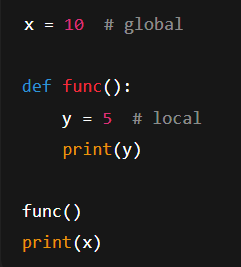 x = 10  # global

def func():
    y = 5  # local
    print(y)

func()
print(x)